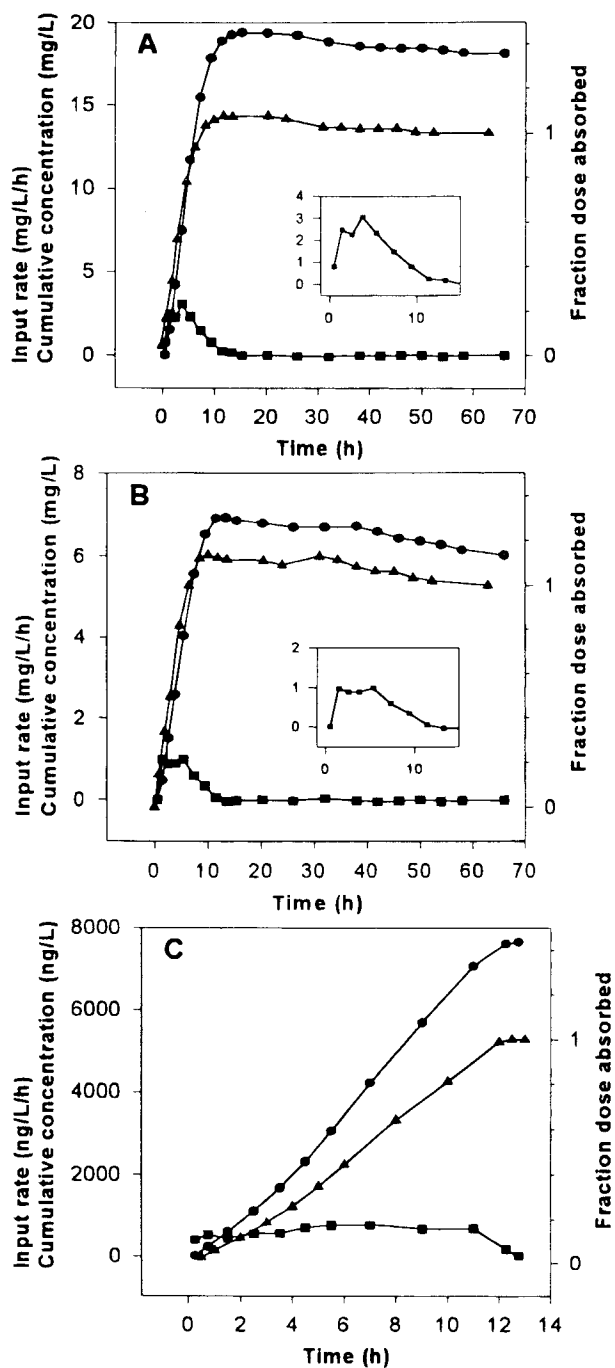 A
Input rate (mg/L/h)
Cumulative concentration (mg/L)
Fraction dose absorbed
20
15
10
5
0
1
0
4
3
2
1
0
0
10
0 10 20 30 40 50 60 70
Time (h)
B
Input rate (mg/L/h)
Cumulative concentration (mg/L)
Fraction dose absorbed
8
6
4
2
0
1
0
2
1
0
0
10
0 10 20 30 40 50 60 70
Time (h)
C
Input rate (ng/L/h)
Cumulative concentration (ng/L)
Fraction dose absorbed
8000
6000
4000
2000
0
1
0
0 2 4 6 8 10 12 14
Time (h)